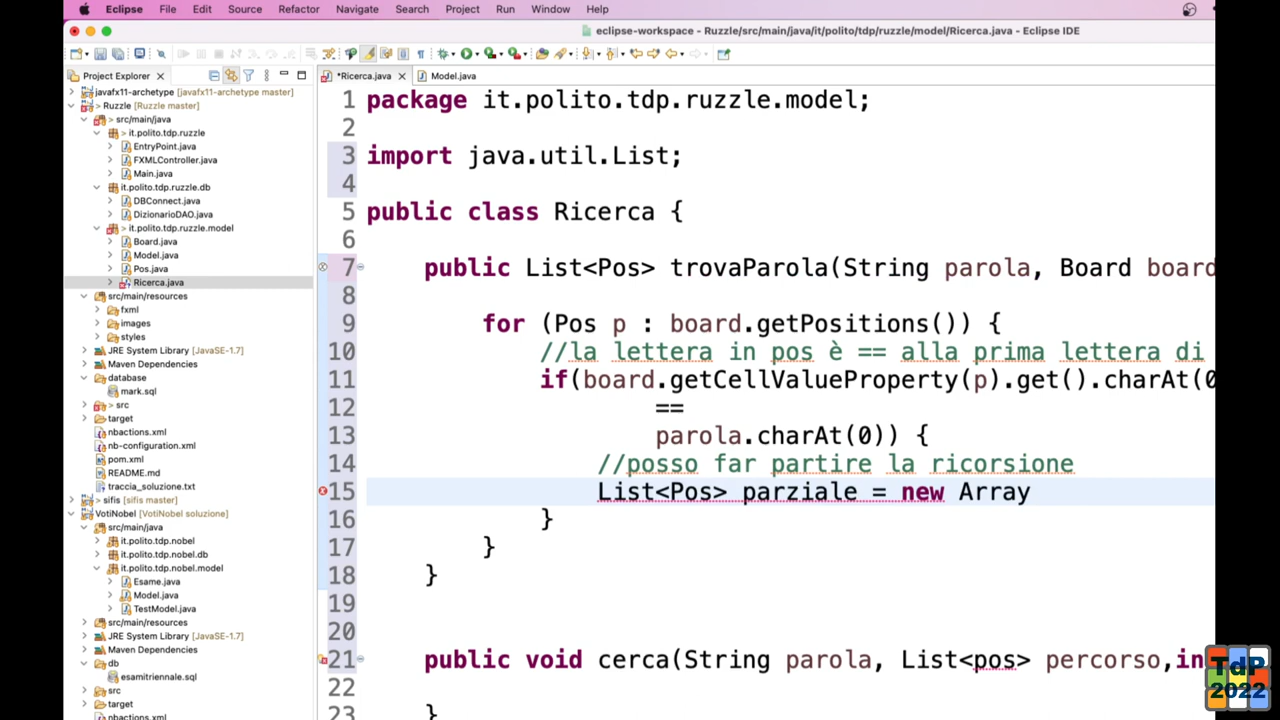 Eclipse File Edit Source Refactor Navigate Search Project Run Window Help
eclipse-workspace - Ruzzle/src/main/java/it/polito/tdp/ruzzle/model/Ricerca.java - Eclipse IDE
Project Explorer
*Ricerca.java
Model.java
javafx11-archetype [javafx11-archetype master]
> Ruzzle [Ruzzle master]
> src/main/java
> it.polito.tdp.ruzzle
EntryPoint.java
FXMLController.java
Main.java
it.polito.tdp.ruzzle.db
DBConnect.java
DizionarioDAO.java
> it.polito.tdp.ruzzle.model
Board.java
Model.java
Pos.java
Ricerca.java
src/main/resources
fxml
images
styles
JRE System Library [JavaSE-1.7]
Maven Dependencies
database
mark.sql
> src
target
nbactions.xml
nb-configuration.xml
pom.xml
README.md
traccia_soluzione.txt
> sifis [sifis master]
VotiNobel [VotiNobel soluzione]
src/main/java
it.polito.tdp.nobel
it.polito.tdp.nobel.db
it.polito.tdp.nobel.model
Esame.java
Model.java
TestModel.java
src/main/resources
JRE System Library [JavaSE-1.7]
Maven Dependencies
db
esamitriennale.sql
src
target
nbactions.xml
1 package it.polito.tdp.ruzzle.model;
2
3 import java.util.List;
4
5 public class Ricerca {
6
7 public List<Pos> trovaParola(String parola, Board board
8
9 for (Pos p : board.getPositions()) {
10 //la lettera in pos è == alla prima lettera di
11 if(board.getCellValueProperty(p).get().charAt(0
12 ==
13 parola.charAt(0)) {
14 //posso far partire la ricorsione
15 List<Pos> parziale = new Array
16 }
17 }
18 }
19
20
21 public void cerca(String parola, List<pos> percorso,in
22
23 }
TdP
2022